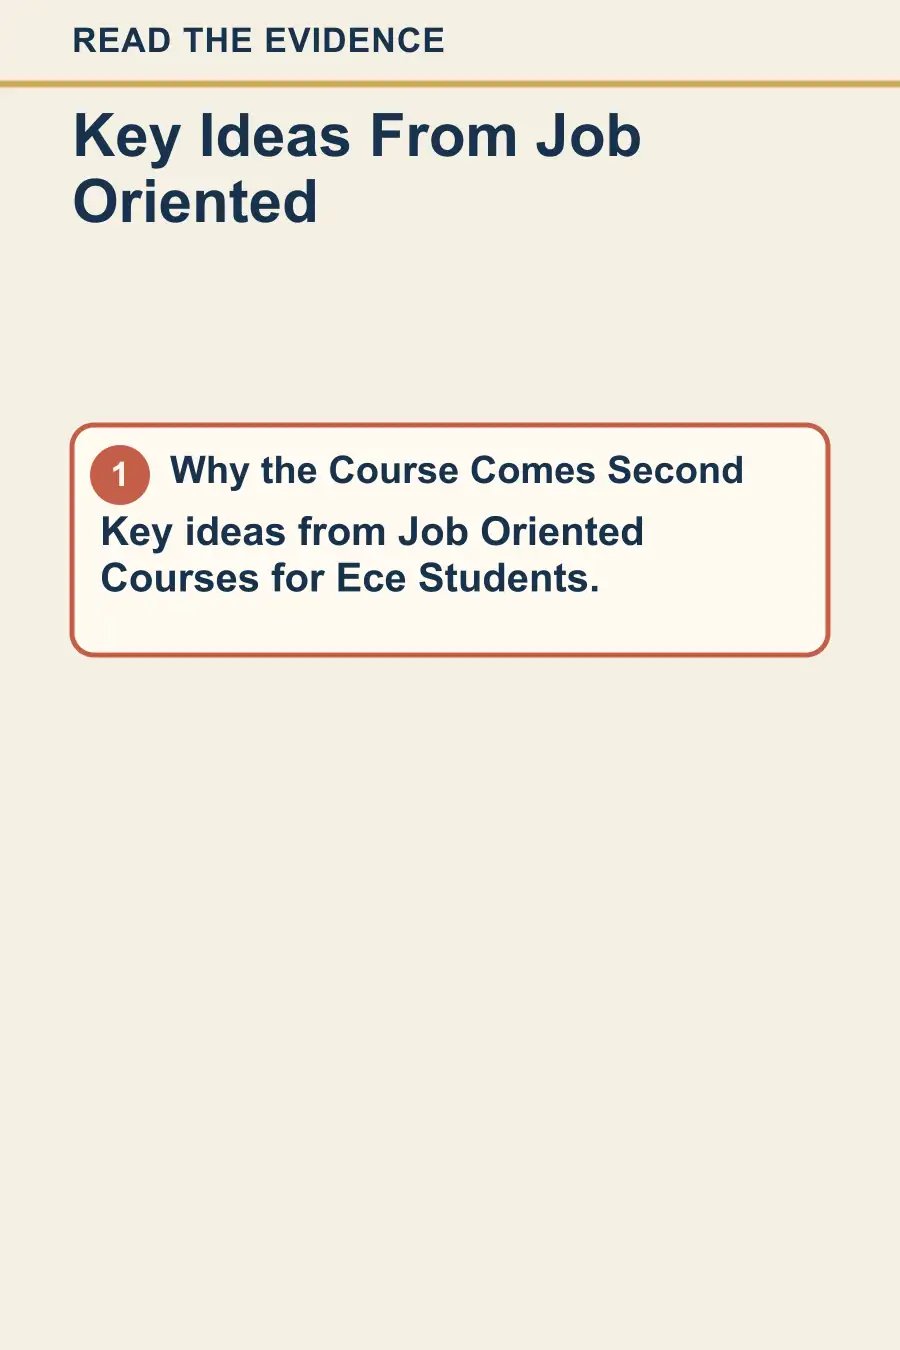 READ THE EVIDENCE
Key Ideas From Job
Oriented
1 Why the Course Comes Second
Key ideas from Job Oriented
Courses for Ece Students.